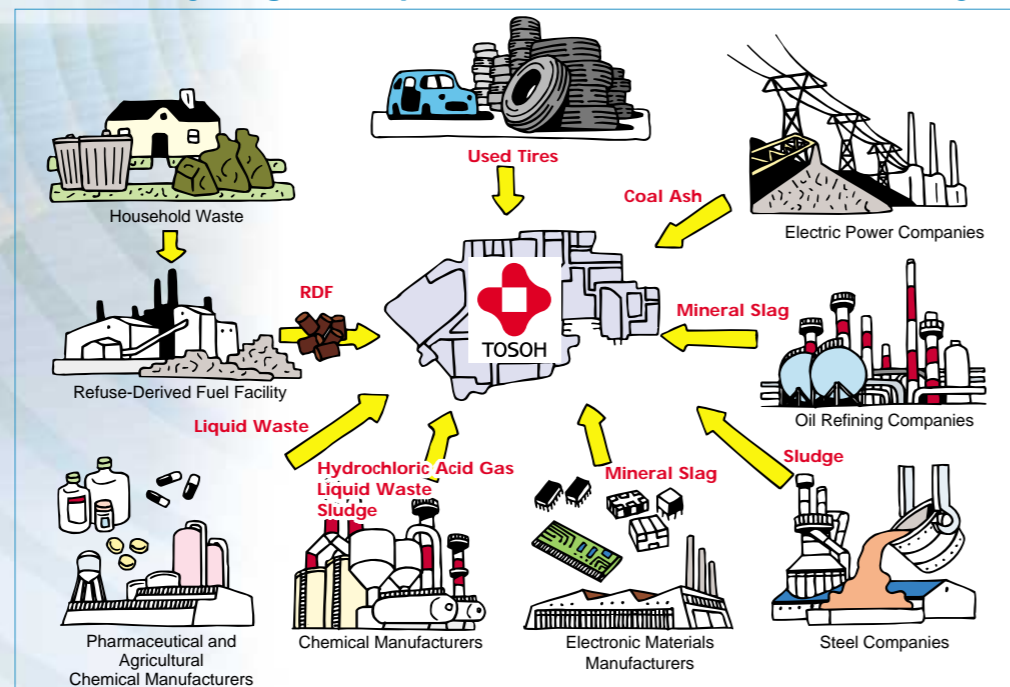 Used Tires
Household Waste
Coal Ash
Electric Power Companies
RDF
TOSOH
Mineral Slag
Refuse-Derived Fuel Facility
Oil Refining Companies
Liquid Waste
Hydrochloric Acid Gas
Liquid Waste
Sludge
Mineral Slag
Sludge
Pharmaceutical and
Agricultural
Chemical Manufacturers
Chemical Manufacturers
Electronic Materials
Manufacturers
Steel Companies